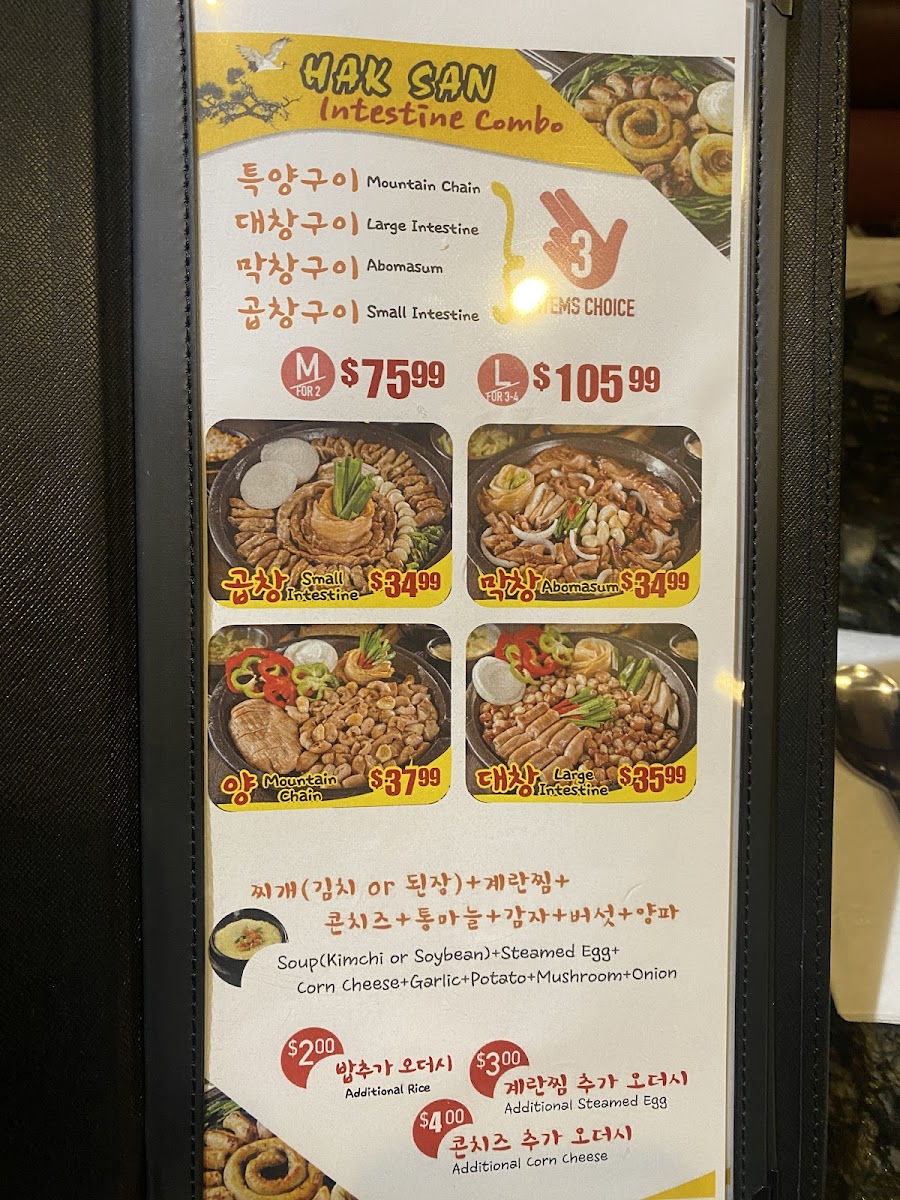 HAK SAN
Intestine Combo
특양구이 Mountain Chain
대창구이 Large Intestine
막창구이 Abomasum
곱창구이 Small Intestine
3
ITEMS CHOICE
M FOR 2 $75.99
L FOR 3-4 $105.99
곱창 Small Intestine $34.99
막창 Abomasum $34.99
양 Mountain Chain $37.99
대창 Large Intestine $35.99
찌개(김치 or 된장)+계란찜+
콘치즈+통마늘+감자+버섯+양파
Soup(Kimchi or Soybean)+Steamed Egg+
Corn Cheese+Garlic+Potato+Mushroom+Onion
$2.00
밥추가 오더시
Additional Rice
$3.00
계란찜 추가 오더시
Additional Steamed Egg
$4.00
콘치즈 추가 오더시
Additional Corn Cheese